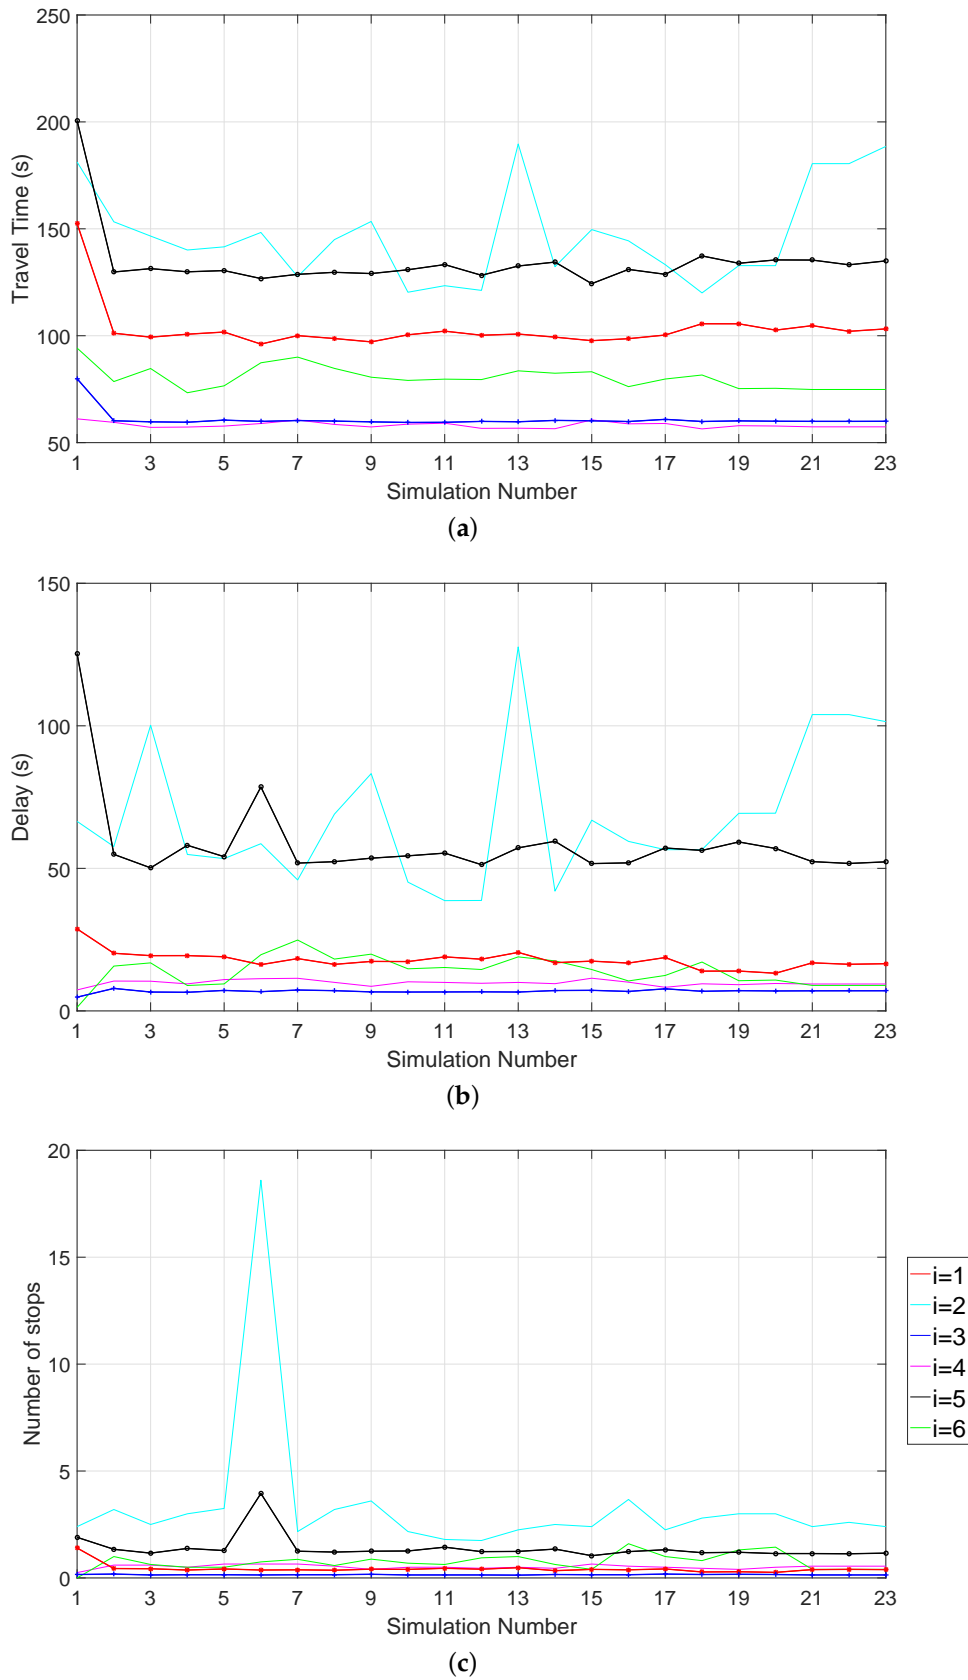 250
200
150
100
50
Travel Time (s)
1 3 5 7 9 11 13 15 17 19 21 23
Simulation Number
(a)
150
100
50
0
Delay (s)
1 3 5 7 9 11 13 15 17 19 21 23
Simulation Number
(b)
20
15
10
5
0
Number of stops
1 3 5 7 9 11 13 15 17 19 21 23
Simulation Number
i=1
i=2
i=3
i=4
i=5
i=6
(c)